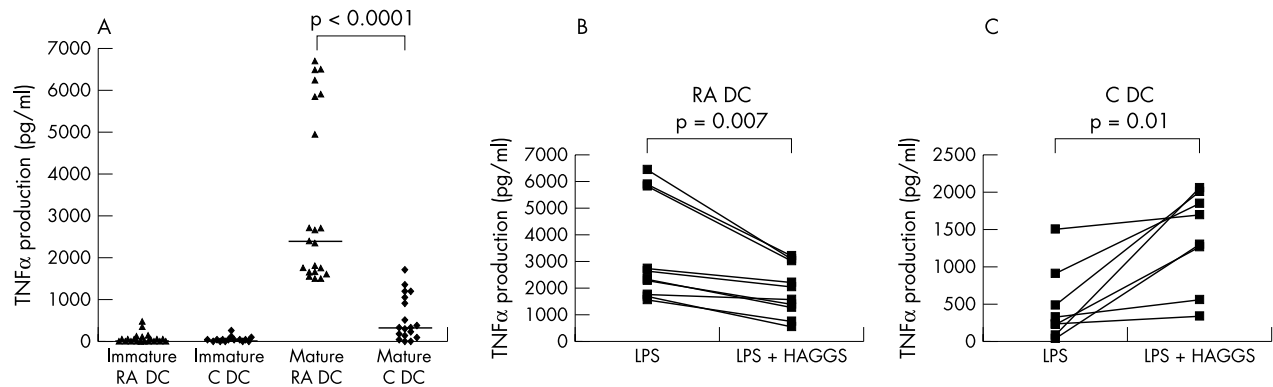 A
p < 0.0001
TNFα production (pg/ml)
7000
6000
5000
4000
3000
2000
1000
0
Immature
RA DC
Immature
C DC
Mature
RA DC
Mature
C DC
B
RA DC
p = 0.007
TNFα production (pg/ml)
7000
6000
5000
4000
3000
2000
1000
0
LPS
LPS + HAGGS
C
C DC
p = 0.01
TNFα production (pg/ml)
2500
2000
1500
1000
500
0
LPS
LPS + HAGGS